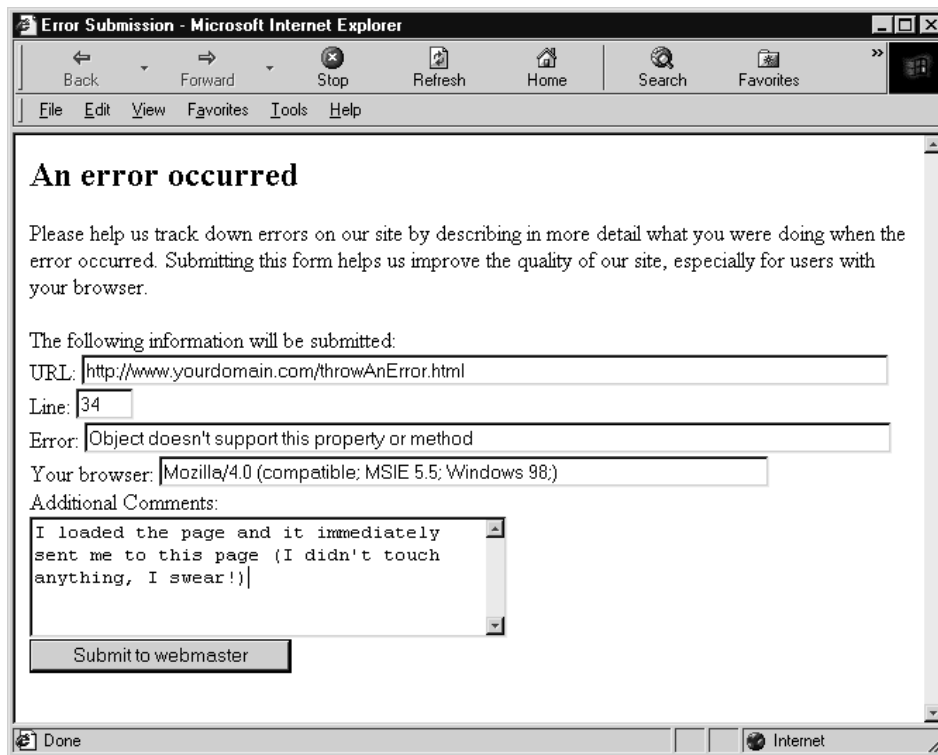 Error Submission - Microsoft Internet Explorer
Back Forward Stop Refresh Home Search Favorites »
File Edit View Favorites Tools Help
An error occurred
Please help us track down errors on our site by describing in more detail what you were doing when the
error occurred. Submitting this form helps us improve the quality of our site, especially for users with
your browser.
The following information will be submitted:
URL: http://www.yourdomain.com/throwAnError.html
Line: 34
Error: Object doesn't support this property or method
Your browser: Mozilla/4.0 (compatible; MSIE 5.5; Windows 98;)
Additional Comments:
I loaded the page and it immediately
sent me to this page (I didn't touch
anything, I swear!)
Submit to webmaster
Done Internet